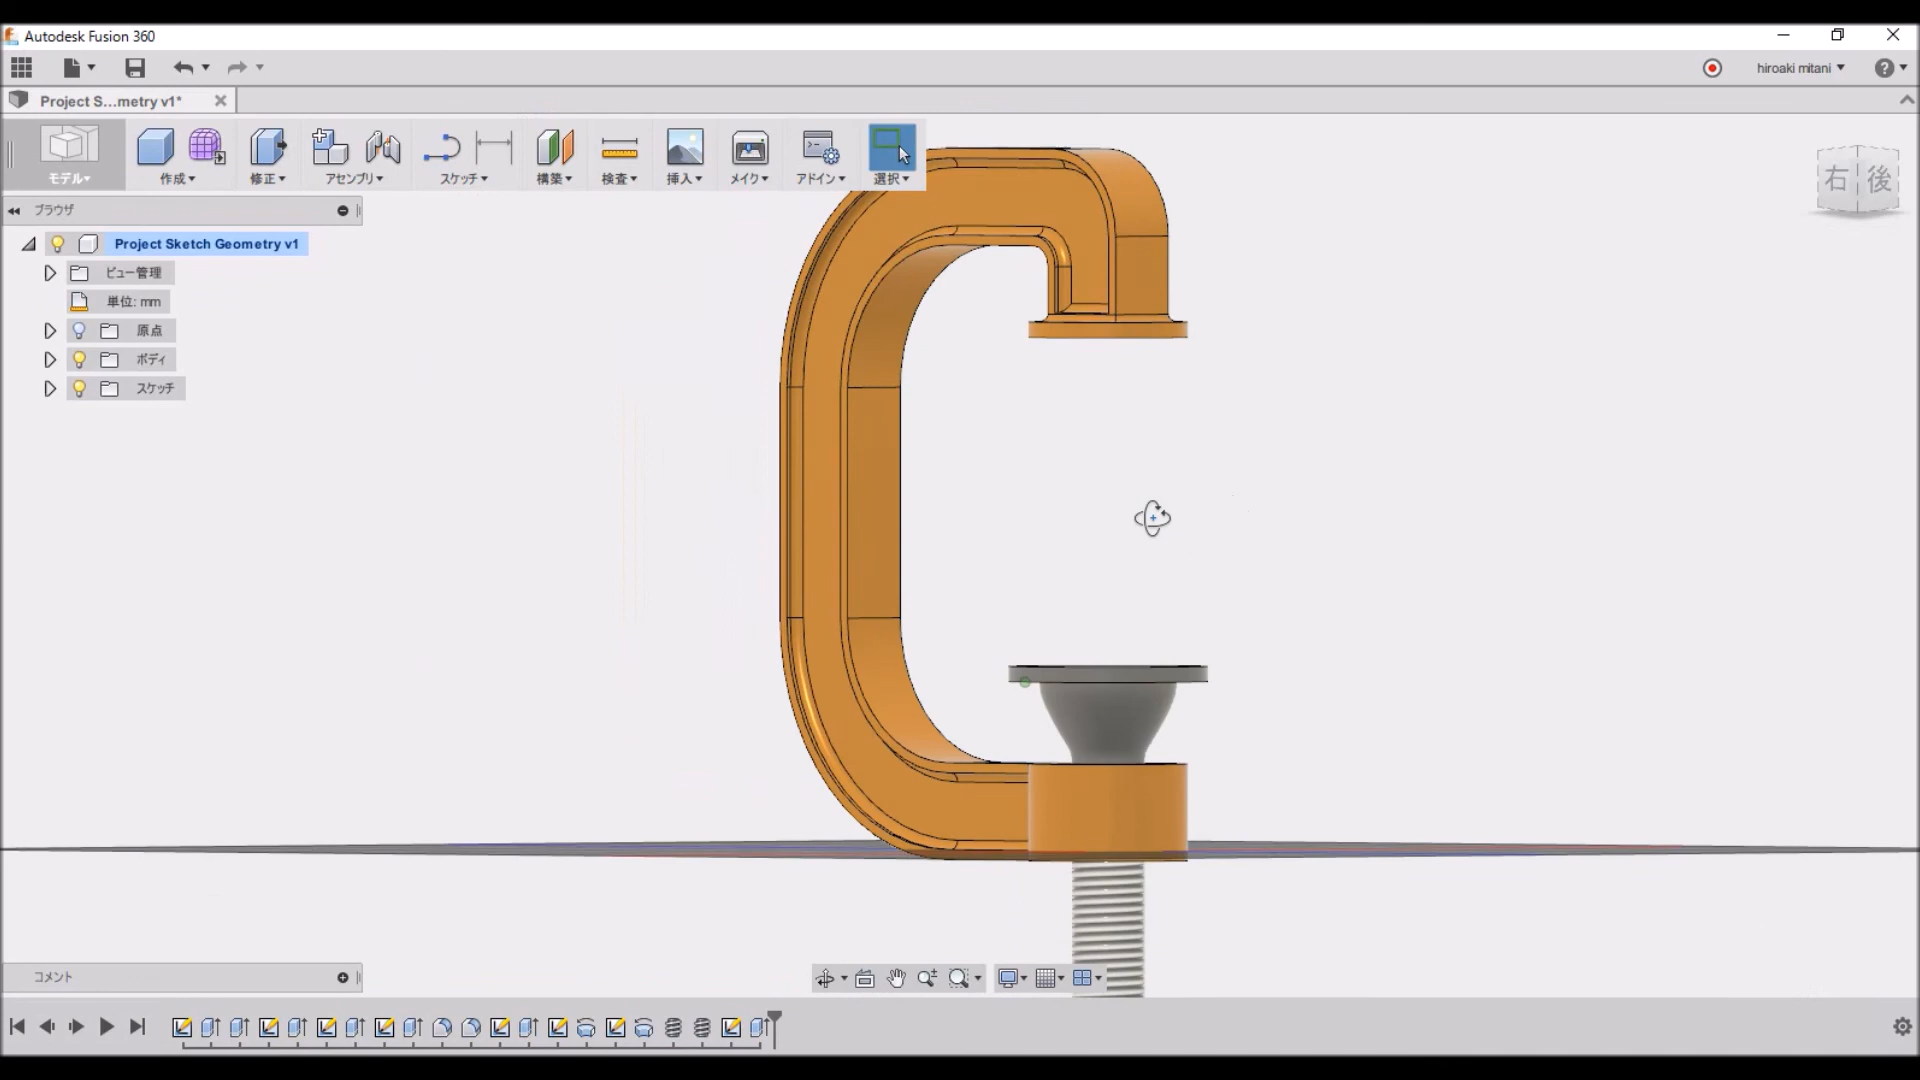 Autodesk Fusion 360
hiroaki mitani
Project S...metry v1*
モデル
作成
修正
アセンブリ
スケッチ
構築
検査
挿入
メイク
アドイン
選択
右
後
ブラウザ
Project Sketch Geometry v1
ビュー管理
単位: mm
原点
ボディ
スケッチ
コメント